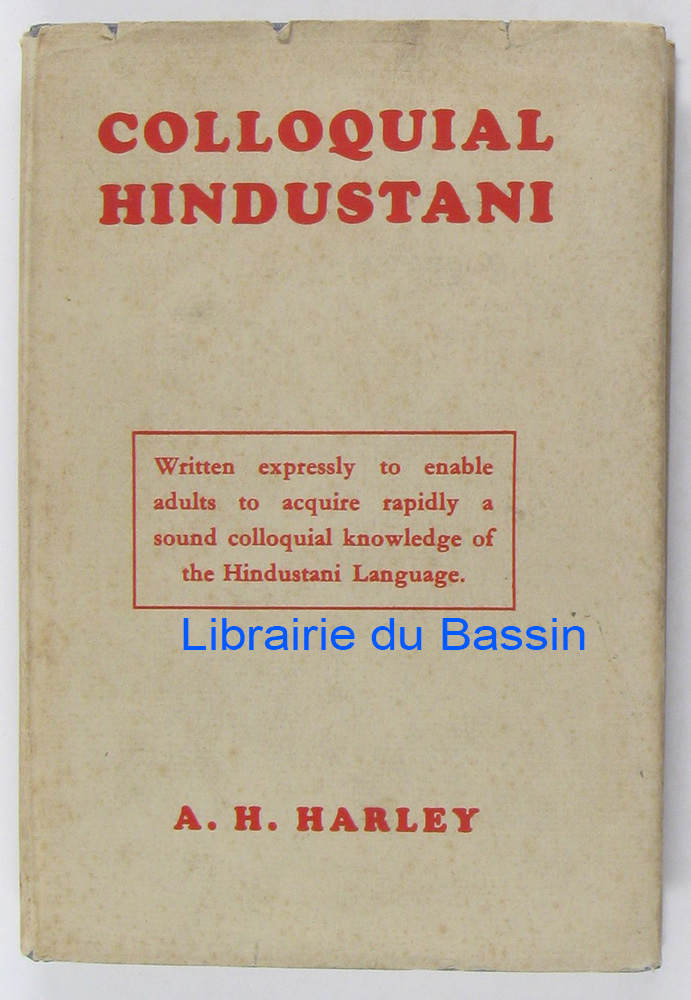 COLLOQUIAL
HINDUSTANI
Written expressly to enable
adults to acquire rapidly a
sound colloquial knowledge of
the Hindustani Language.
Librairie du Bassin
A. H. HARLEY